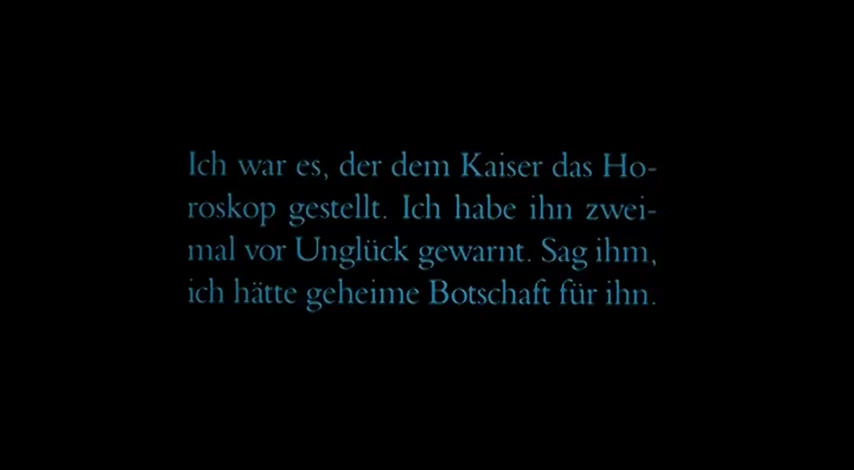 Ich war es, der dem Kaiser das Ho-
roskop gestellt. Ich habe ihn zwei-
mal vor Unglück gewarnt. Sag ihm,
ich hätte geheime Botschaft für ihn.